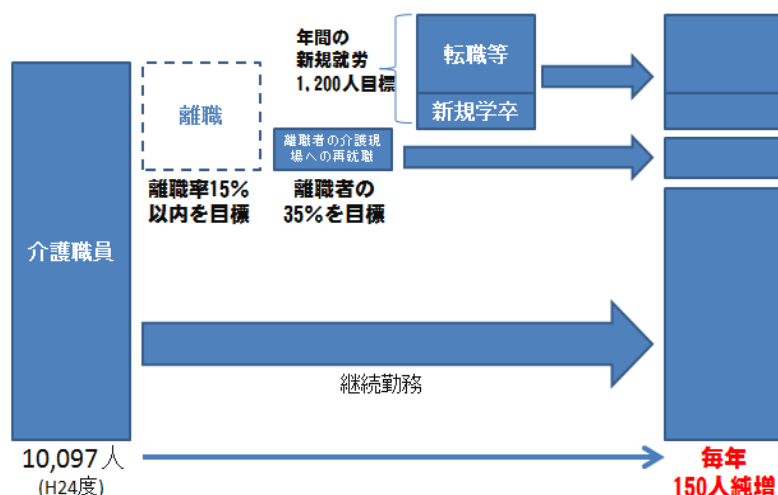 年間の
新規就労
1,200人目標
転職等
新規学卒
離職
離職者の介護現
場への再就職
離職率15%
以内を目標
離職者の
35%を目標
介護職員
継続勤務
10,097人
(H24度)
毎年
150人純増